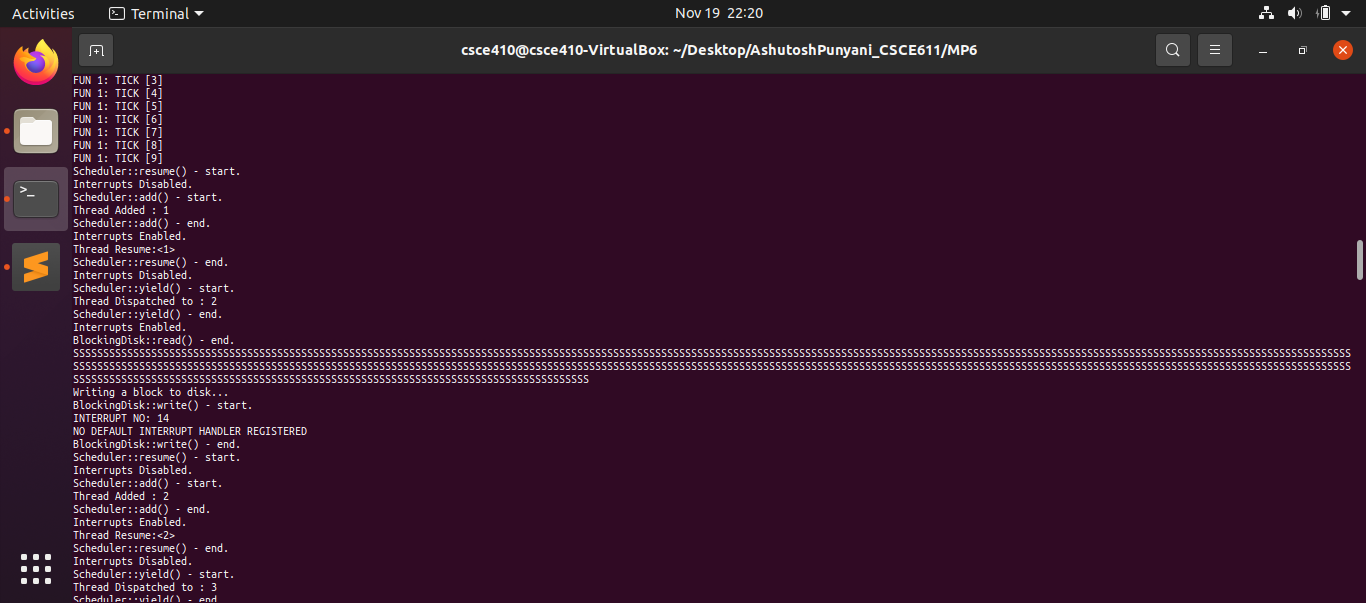 Activities
Terminal
Nov 19 22:20
csce410@csce410-VirtualBox: ~/Desktop/AshutoshPunyani_CSCE611/MP6
FUN 1: TICK [3]
FUN 1: TICK [4]
FUN 1: TICK [5]
FUN 1: TICK [6]
FUN 1: TICK [7]
FUN 1: TICK [8]
FUN 1: TICK [9]
Scheduler::resume() - start.
Interrupts Disabled.
Scheduler::add() - start.
Thread Added : 1
Scheduler::add() - end.
Interrupts Enabled.
Thread Resume:<1>
Scheduler::resume() - end.
Interrupts Disabled.
Scheduler::yield() - start.
Thread Dispatched to : 2
Scheduler::yield() - end.
Interrupts Enabled.
BlockingDisk::read() - end.
SSSSSSSSSSSSSSSSSSSSSSSSSSSSSSSSSSSSSSSSSSSSSSSSSSSSSSSSSSSSSSSSSSSSSSSSSSSSSSSSSSSSSSSSSSSSSSSSSSSSSSSSSSSSSSSSSSSSSSSSSSSSSSSSSSSSSSSSSSSSSSSSSSSSSSSSSSSSSSSSSSSSSSSSSSSSSSSSSSSSSSSSSSSSSSSSSSSSSSSSSSSSSSSSSSSSS
SSSSSSSSSSSSSSSSSSSSSSSSSSSSSSSSSSSSSSSSSSSSSSSSSSSSSSSSSSSSSSSSSSSSSSSSSSSSSSSSSSSSSSSSSSSSSSSSSSSSSSSSSSSSSSSSSSSSSSSSSSSSSSSSSSSSSSSSSSSSSSSSSSSSSSSSSSSSSSSSSSSSSSSSSSSSSSSSSSSSSSSSSSSSSSSSSSSSSSSSSSSSSSSSSSSSS
SSSSSSSSSSSSSSSSSSSSSSSSSSSSSSSSSSSSSSSSSSSSSSSSSSSSSSSSSSSSSSSSSSSSSSSSSSSSSSSSSSSSSS
Writing a block to disk...
BlockingDisk::write() - start.
INTERRUPT NO: 14
NO DEFAULT INTERRUPT HANDLER REGISTERED
BlockingDisk::write() - end.
Scheduler::resume() - start.
Interrupts Disabled.
Scheduler::add() - start.
Thread Added : 2
Scheduler::add() - end.
Interrupts Enabled.
Thread Resume:<2>
Scheduler::resume() - end.
Interrupts Disabled.
Scheduler::yield() - start.
Thread Dispatched to : 3
Scheduler::yield() - end.